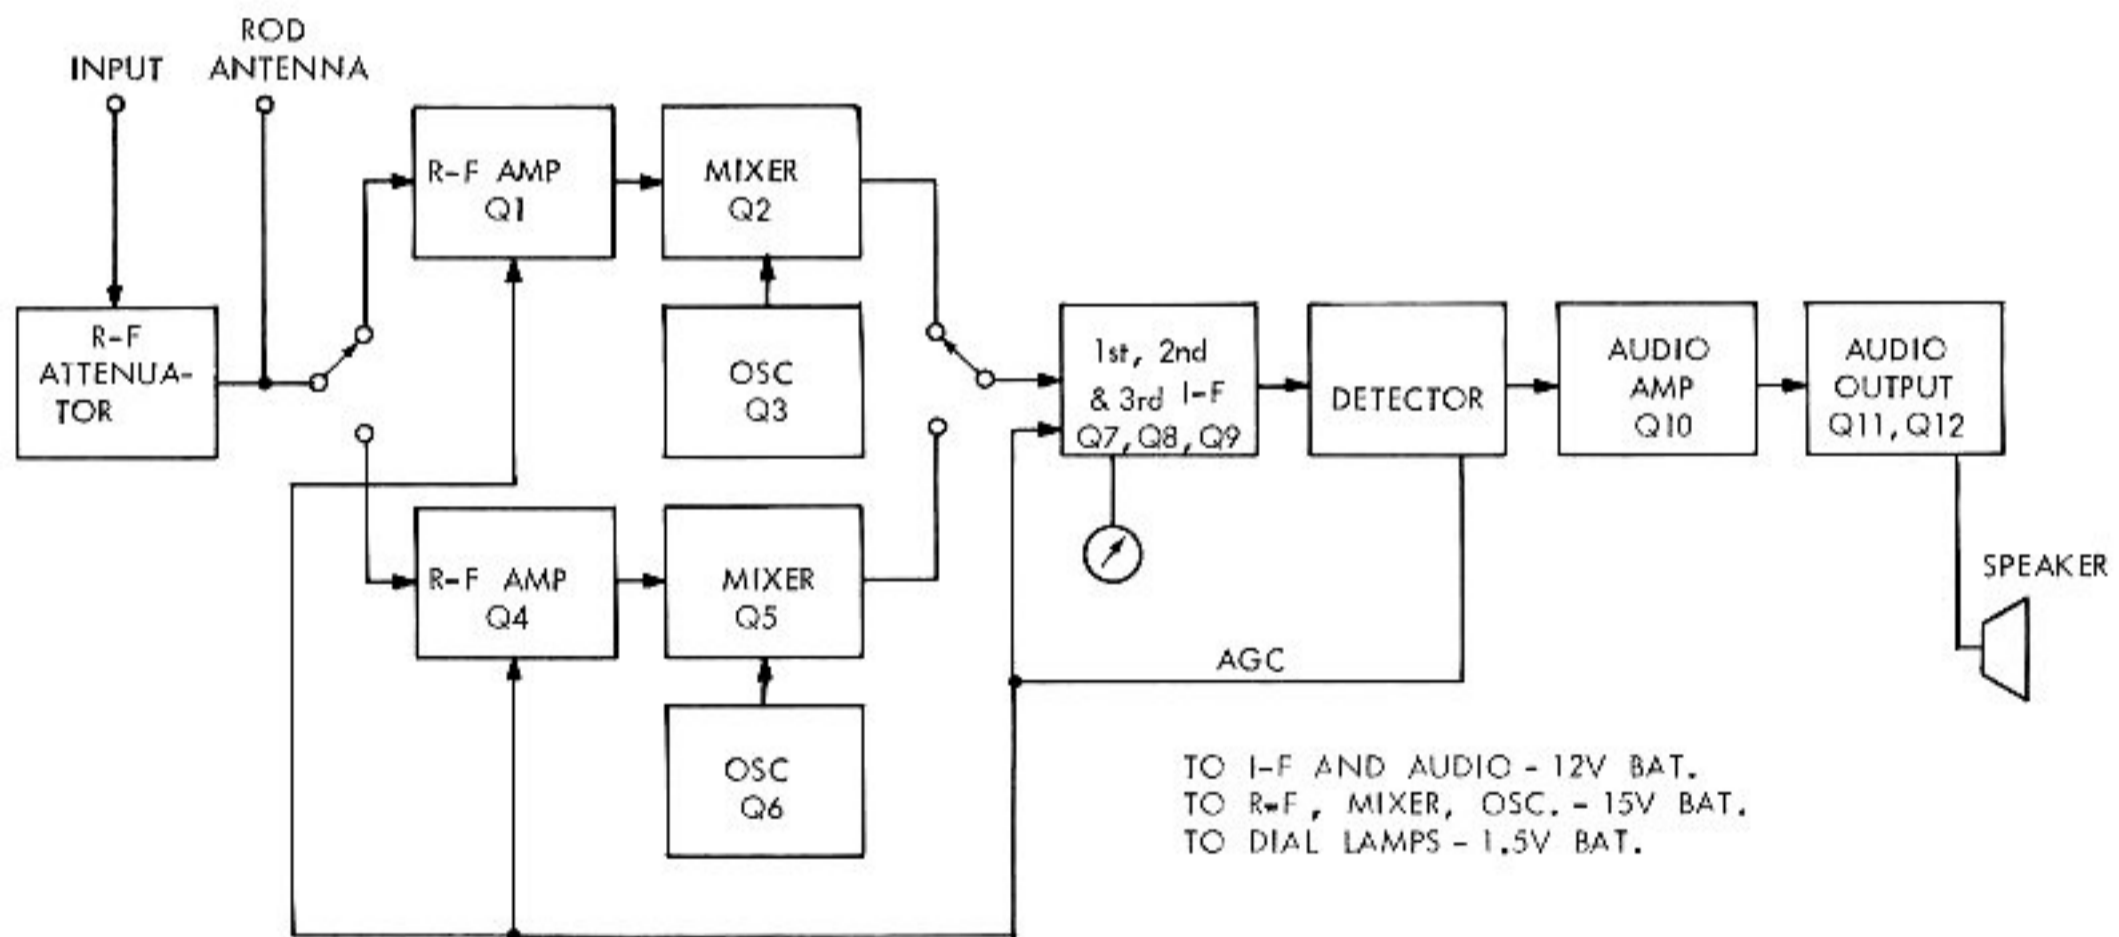 ROD
INPUT ANTENNA
R-F AMP
Q1
MIXER
Q2
R-F
ATTENUA-
TOR
OSC
Q3
1st, 2nd
& 3rd I-F
Q7, Q8, Q9
DETECTOR
AUDIO
AMP
Q10
AUDIO
OUTPUT
Q11, Q12
R-F AMP
Q4
MIXER
Q5
SPEAKER
AGC
OSC
Q6
TO I-F AND AUDIO - 12V BAT.
TO R-F, MIXER, OSC. - 15V BAT.
TO DIAL LAMPS - 1.5V BAT.